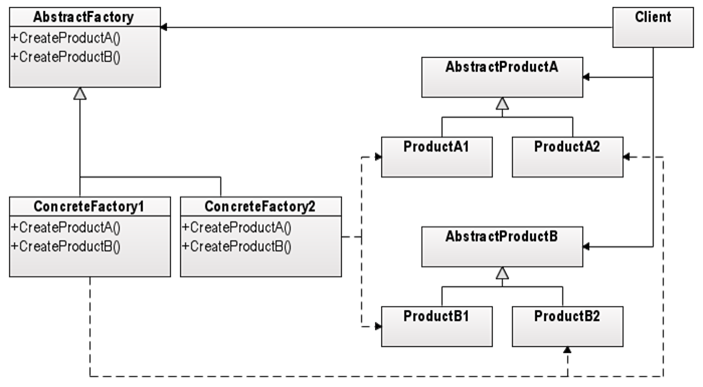 AbstractFactory
+CreateProductA()
+CreateProductB()
Client
AbstractProductA
ProductA1
ProductA2
ConcreteFactory1
+CreateProductA()
+CreateProductB()
ConcreteFactory2
+CreateProductA()
+CreateProductB()
AbstractProductB
ProductB1
ProductB2